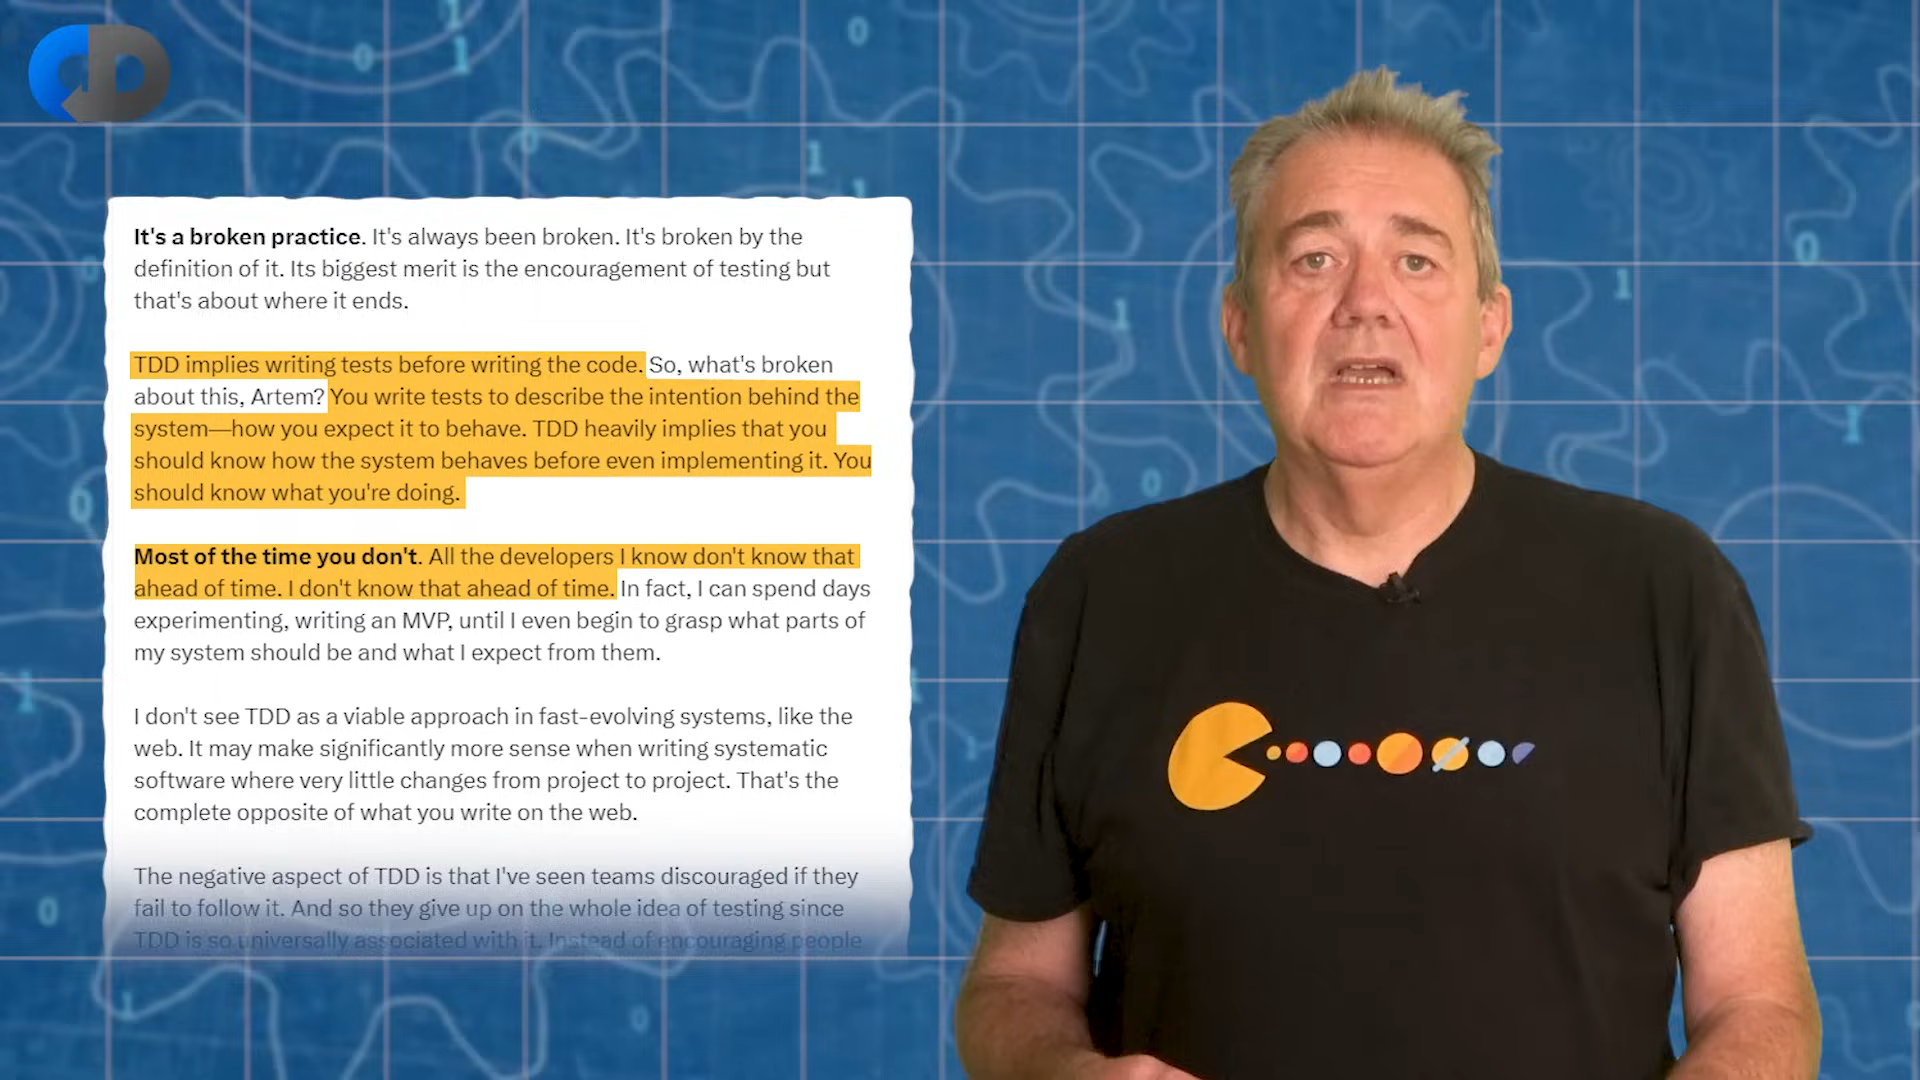 CD
It's a broken practice. It's always been broken. It's broken by the
definition of it. Its biggest merit is the encouragement of testing but
that's about where it ends.
TDD implies writing tests before writing the code. So, what's broken
about this, Artem? You write tests to describe the intention behind the
system—how you expect it to behave. TDD heavily implies that you
should know how the system behaves before even implementing it. You
should know what you're doing.
Most of the time you don't. All the developers I know don't know that
ahead of time. I don't know that ahead of time. In fact, I can spend days
experimenting, writing an MVP, until I even begin to grasp what parts of
my system should be and what I expect from them.
I don't see TDD as a viable approach in fast-evolving systems, like the
web. It may make significantly more sense when writing systematic
software where very little changes from project to project. That's the
complete opposite of what you write on the web.
The negative aspect of TDD is that I've seen teams discouraged if they
fail to follow it. And so they give up on the whole idea of testing since
TDD is so universally associated with it. Instead of encouraging people